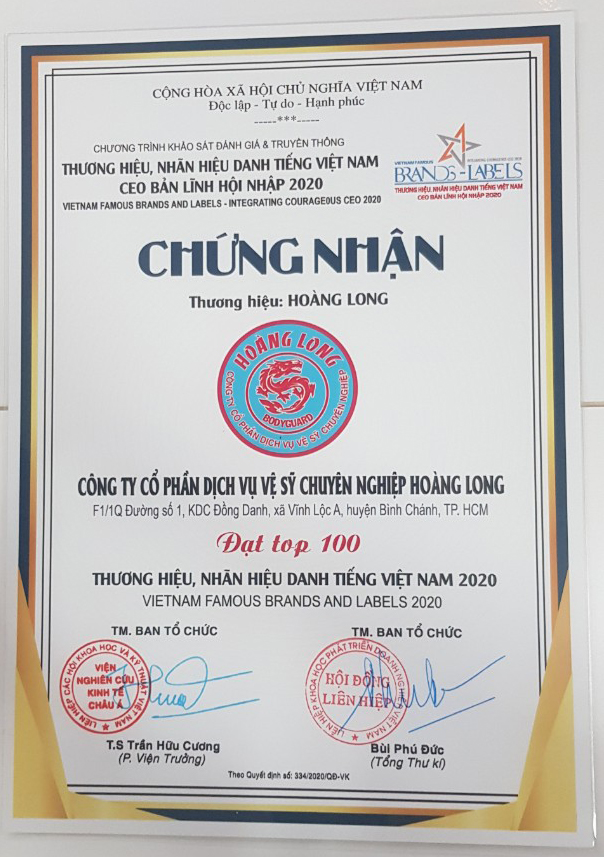 CỘNG HÒA XÃ HỘI CHỦ NGHĨA VIỆT NAM
Độc lập - Tự do - Hạnh phúc
-----***-----
CHƯƠNG TRÌNH KHẢO SÁT ĐÁNH GIÁ & TRUYỀN THÔNG
THƯƠNG HIỆU, NHÃN HIỆU DANH TIẾNG VIỆT NAM
CEO BẢN LĨNH HỘI NHẬP 2020
VIETNAM FAMOUS BRANDS AND LABELS - INTEGRATING COURAGEOUS CEO 2020
VIETNAM FAMOUS
BRANDS - LABELS
THƯƠNG HIỆU, NHÃN HIỆU DANH TIẾNG VIỆT NAM
CEO BẢN LĨNH HỘI NHẬP 2020
CHỨNG NHẬN
Thương hiệu: HOÀNG LONG
HOÀNG LONG
BODYGUARD
CÔNG TY CỔ PHẦN DỊCH VỤ VỆ SỸ CHUYÊN NGHIỆP
CÔNG TY CỔ PHẦN DỊCH VỤ VỆ SỸ CHUYÊN NGHIỆP HOÀNG LONG
F1/1Q Đường số 1, KDC Đồng Danh, xã Vĩnh Lộc A, huyện Bình Chánh, TP. HCM
Đạt top 100
THƯƠNG HIỆU, NHÃN HIỆU DANH TIẾNG VIỆT NAM 2020
VIETNAM FAMOUS BRANDS AND LABELS 2020
TM. BAN TỔ CHỨC
LIÊN HIỆP CÁC HỘI KHOA HỌC VÀ KỸ THUẬT VIỆT NAM
VIỆN
NGHIÊN CỨU
KINH TẾ
CHÂU Á
T.S Trần Hữu Cương
(P. Viện Trưởng)
TM. BAN TỔ CHỨC
LIÊN HIỆP KHOA HỌC PHÁT TRIỂN DOANH
HỘI ĐỒNG
LIÊN HIỆP
VIỆT NAM
Bùi Phú Đức
(Tổng Thư kí)
Theo Quyết định số: 334/2020/QĐ-VK